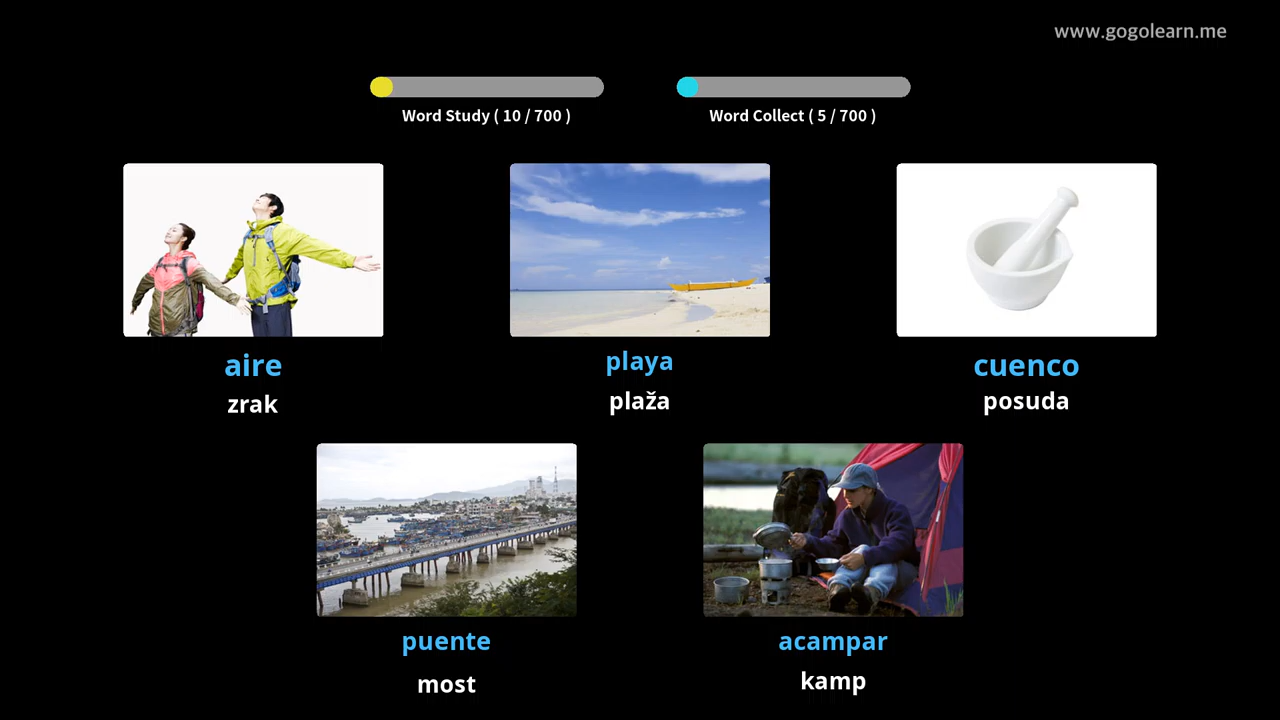 www.gogolearn.me
Word Study ( 10 / 700 )
Word Collect ( 5 / 700 )
aire
zrak
playa
plaža
cuenco
posuda
puente
most
acampar
kamp